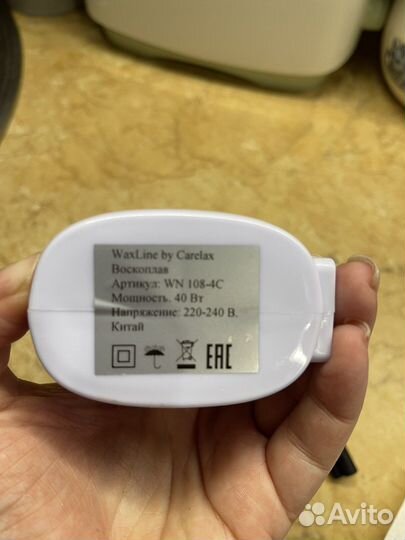 WaxLine by Carelax
Воскоплав
Артикул: WN 108-4C
Мощность: 40 Вт
Напряжение: 220-240 В.
Китай
EAC
Avito